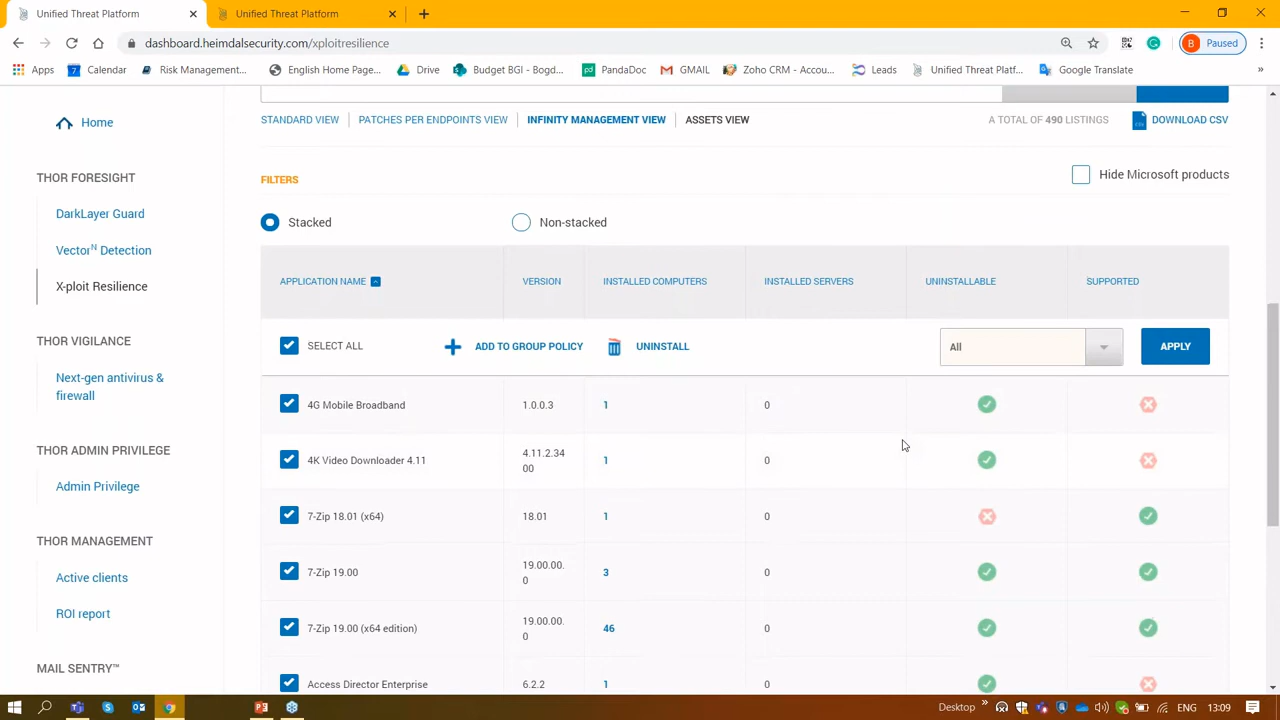 Unified Threat Platform
Unified Threat Platform
dashboard.heimdalsecurity.com/xploitresilience
B Paused
Apps
7 Calendar
Risk Management...
English Home Page...
Drive
Budget BGI - Bogd...
PandaDoc
GMAIL
Zoho CRM - Accou...
Leads
Unified Threat Platf...
Google Translate
»
Home
THOR FORESIGHT
DarkLayer Guard
VectorN Detection
X-ploit Resilience
THOR VIGILANCE
Next-gen antivirus &
firewall
THOR ADMIN PRIVILEGE
Admin Privilege
THOR MANAGEMENT
Active clients
ROI report
MAIL SENTRY™
STANDARD VIEW
PATCHES PER ENDPOINTS VIEW
INFINITY MANAGEMENT VIEW
ASSETS VIEW
A TOTAL OF 490 LISTINGS
DOWNLOAD CSV
FILTERS
Hide Microsoft products
Stacked
Non-stacked
APPLICATION NAME VERSION INSTALLED COMPUTERS INSTALLED SERVERS UNINSTALLABLE SUPPORTED
SELECT ALL
ADD TO GROUP POLICY
UNINSTALL
All
APPLY
4G Mobile Broadband 1.0.0.3 1 0
4K Video Downloader 4.11 4.11.2.34
00 1 0
7-Zip 18.01 (x64) 18.01 1 0
7-Zip 19.00 19.00.00.
0 3 0
7-Zip 19.00 (x64 edition) 19.00.00.
0 46 0
Access Director Enterprise 6.2.2 1 0
Desktop »
ENG 13:09